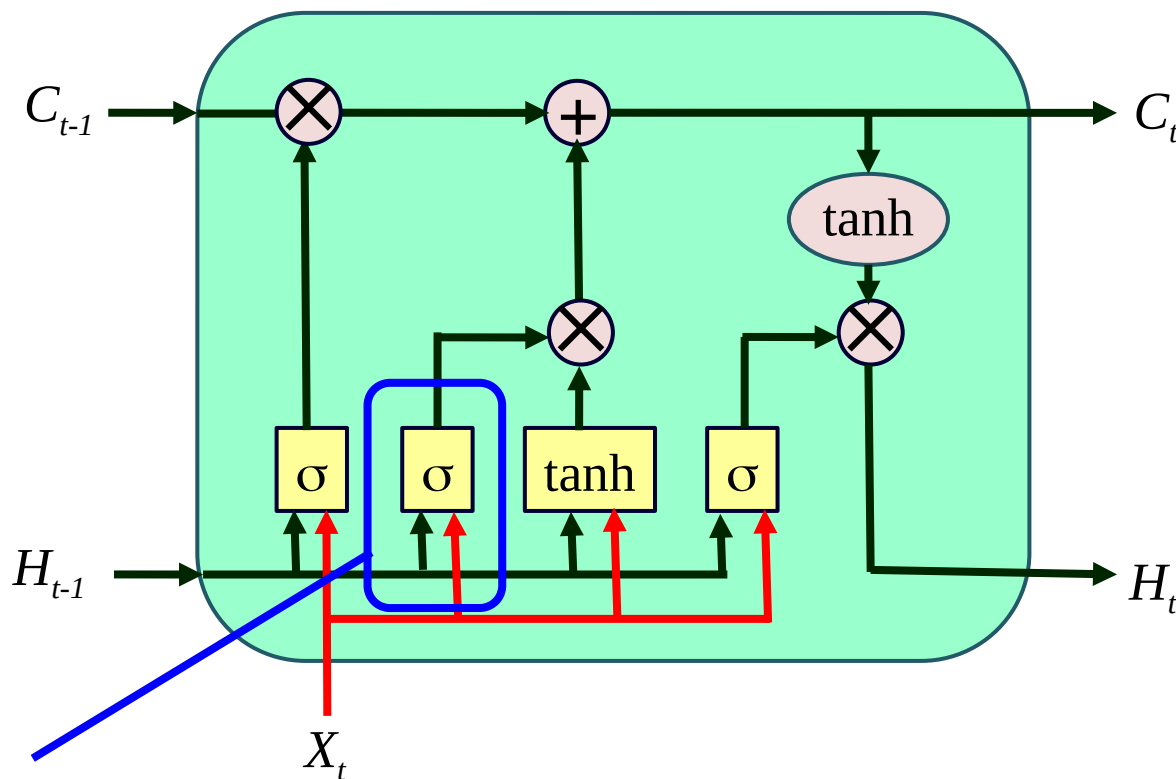 C_{t-1}
+
C_t
tanh
σ
σ
tanh
σ
H_{t-1}
H_t
X_t